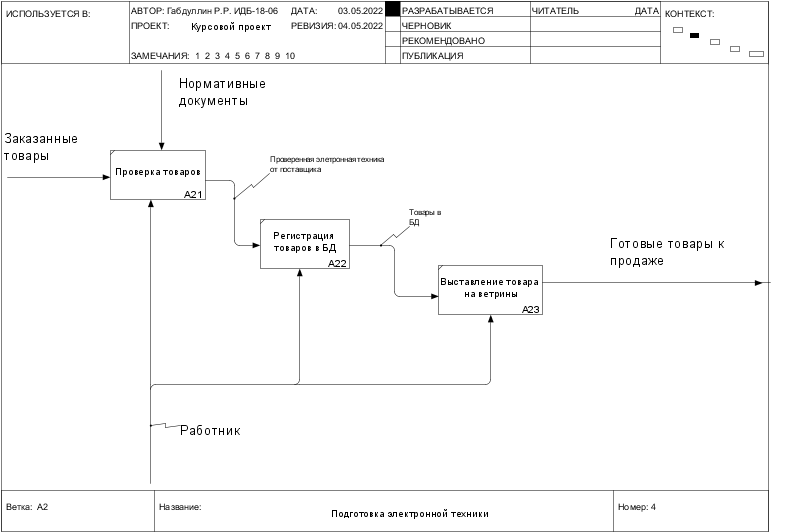 ИСПОЛЬЗУЕТСЯ В:
АВТОР: Габдуллин Р.Р. ИДБ-18-06 ДАТА: 03.05.2022
РАЗРАБАТЫВАЕТСЯ
ЧИТАТЕЛЬ ДАТА
КОНТЕКСТ:
ПРОЕКТ: Курсовой проект РЕВИЗИЯ: 04.05.2022
ЧЕРНОВИК
РЕКОМЕНДОВАНО
ЗАМЕЧАНИЯ: 1 2 3 4 5 6 7 8 9 10
ПУБЛИКАЦИЯ
Нормативные
документы
Заказанные
товары
Проверка товаров
A21
Проверенная элетронная техника
от поставщика
Регистрация
товаров в БД
A22
Товары в
БД
Выставление товара
на ветрины
A23
Готовые товары к
продаже
Работник
Ветка: A2
Название:
Подготовка электронной техники
Номер: 4